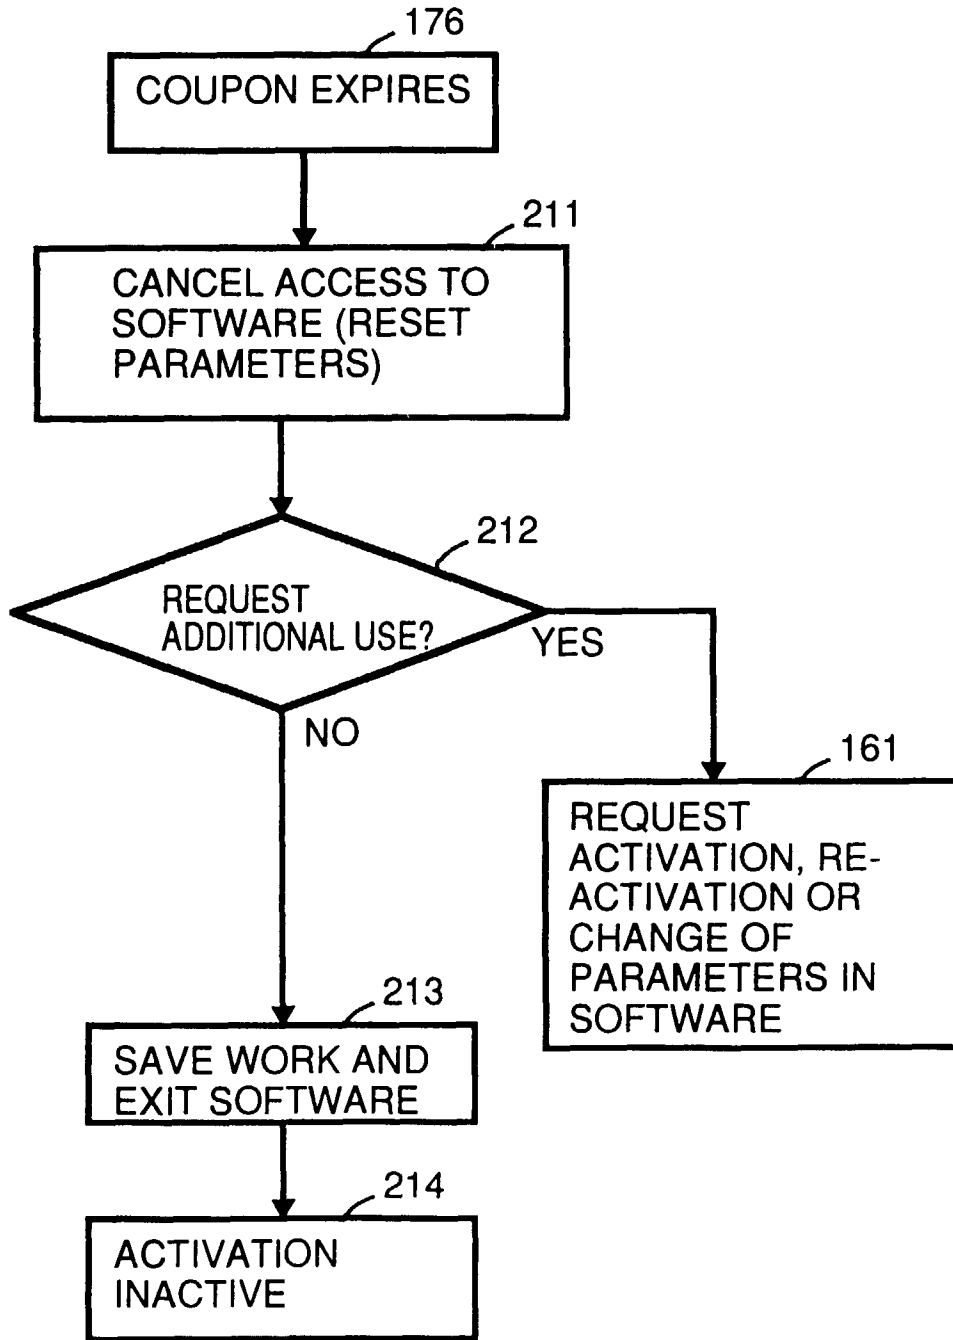 176
COUPON EXPIRES
211
CANCEL ACCESS TO
SOFTWARE (RESET
PARAMETERS)
212
REQUEST
ADDITIONAL USE?
YES
NO
161
REQUEST
ACTIVATION, RE-
ACTIVATION OR
CHANGE OF
PARAMETERS IN
SOFTWARE
213
SAVE WORK AND
EXIT SOFTWARE
214
ACTIVATION
INACTIVE